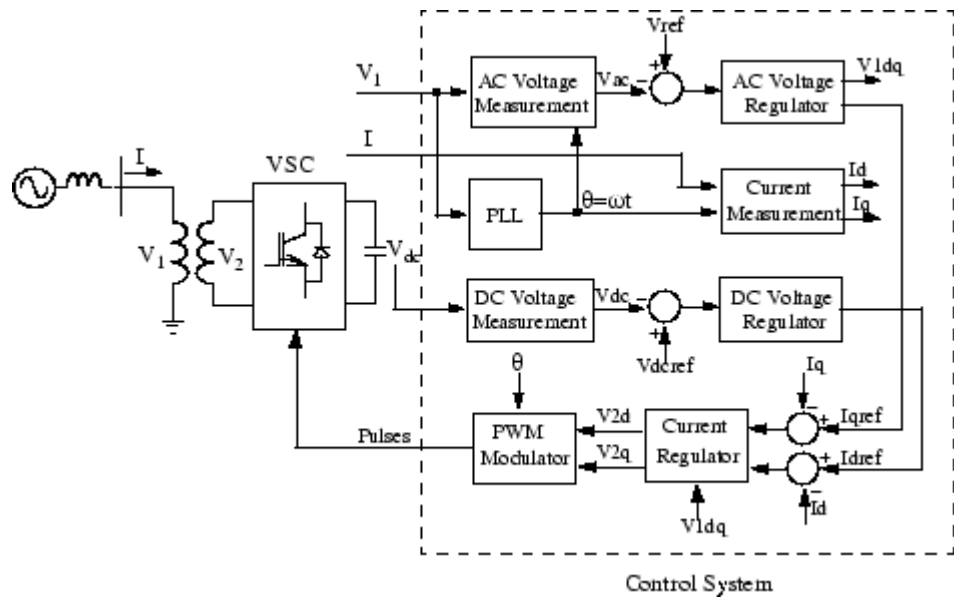 Vref
V1
AC Voltage
Measurement
Vac
+
−
AC Voltage
Regulator
V1dq
I
VSC
I
Current
Measurement
Id
Iq
PLL
θ=ωt
V1
V2
Vdc
DC Voltage
Measurement
Vdc
−
+
Vdcref
DC Voltage
Regulator
θ
Iq
−
+
Iqref
V2d
V2q
PWM
Modulator
Pulses
Current
Regulator
+
Idref
−
Id
V1dq
Control System